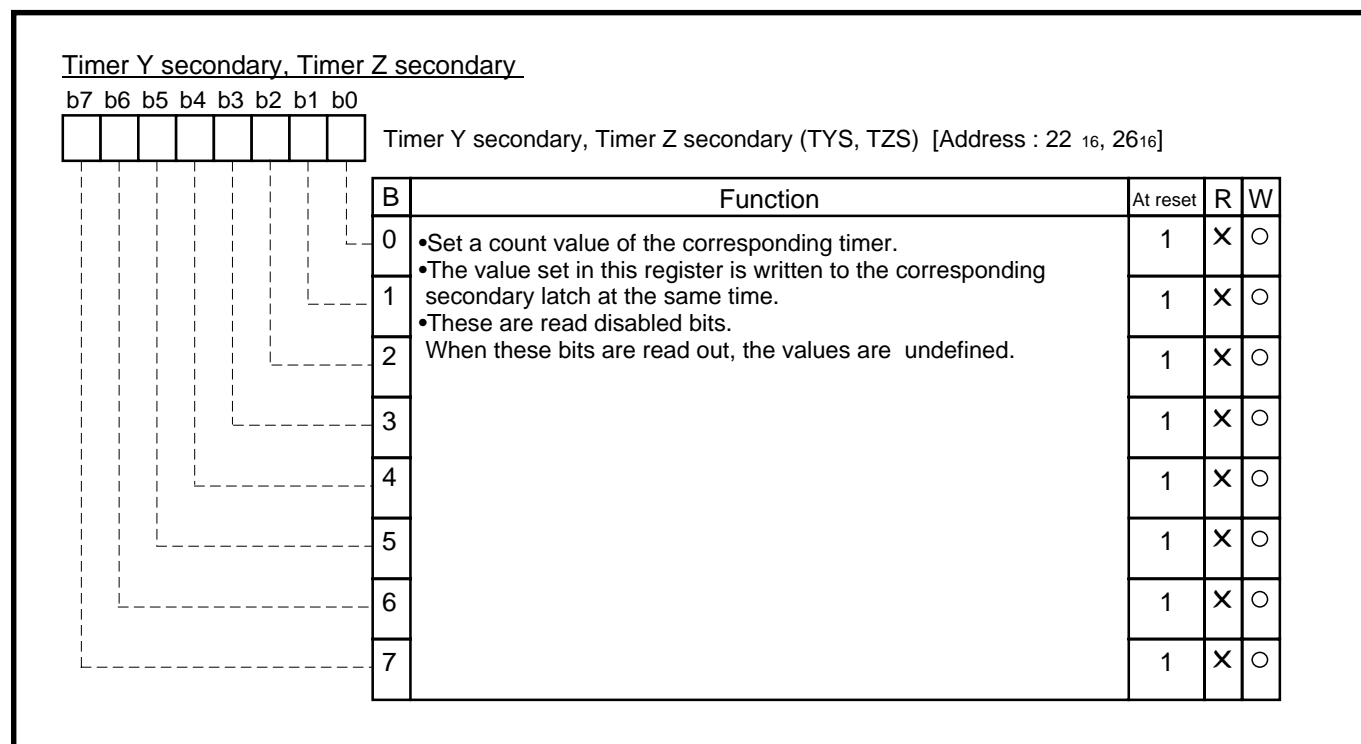 Timer Y secondary, Timer Z secondary
b7 b6 b5 b4 b3 b2 b1 b0
Timer Y secondary, Timer Z secondary (TYS, TZS) [Address : 22 16, 2616]
B Function At reset R W
0 •Set a count value of the corresponding timer. 1 X ○
•The value set in this register is written to the corresponding
1 secondary latch at the same time. 1 X ○
•These are read disabled bits.
2 When these bits are read out, the values are undefined. 1 X ○
3 1 X ○
4 1 X ○
5 1 X ○
6 1 X ○
7 1 X ○